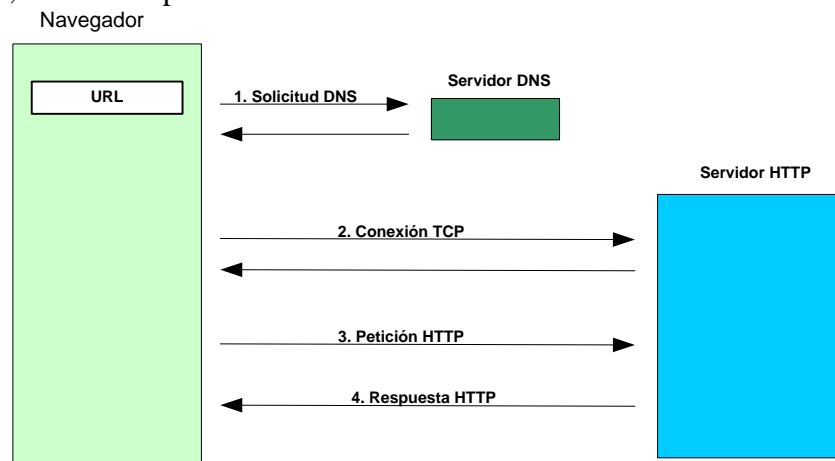 Navegador
URL
1. Solicitud DNS
Servidor DNS
Servidor HTTP
2. Conexión TCP
3. Petición HTTP
4. Respuesta HTTP